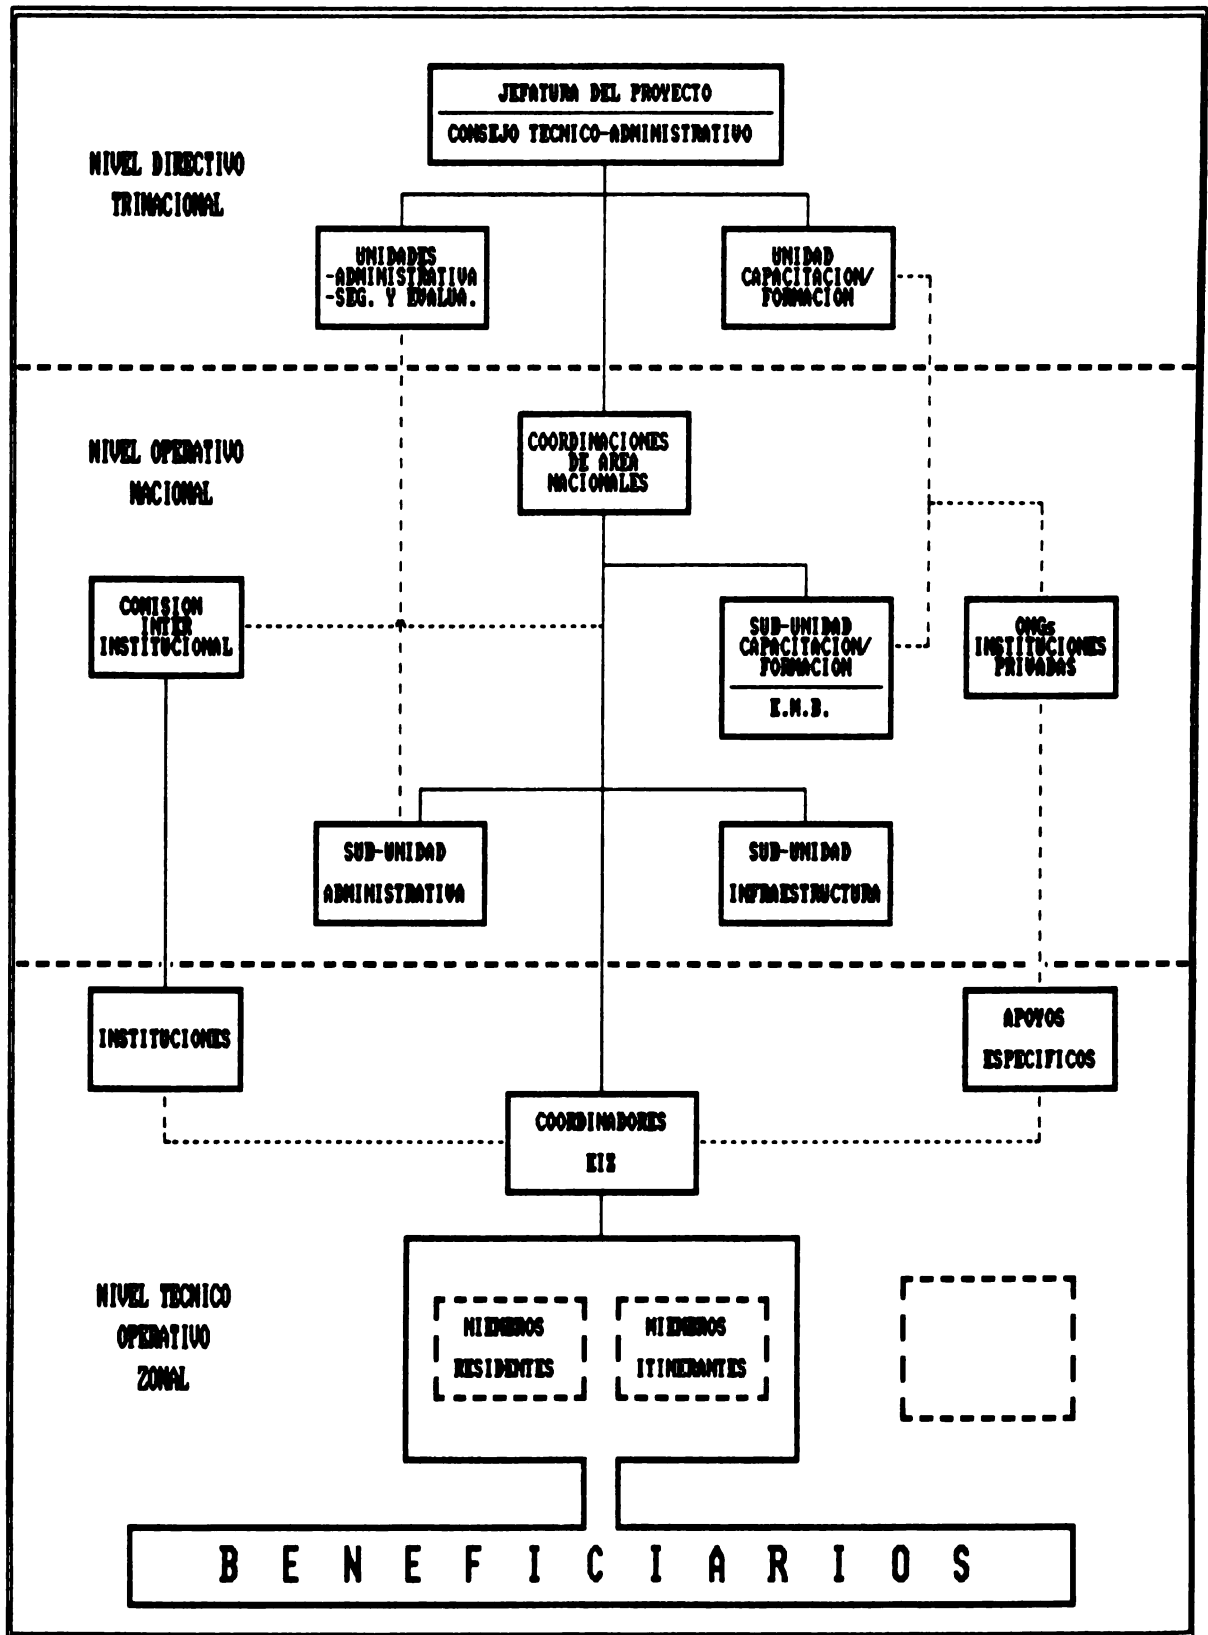 JEFATURA DEL PROYECTO
CONSEJO TECNICO-ADMINISTRATIVO
NIVEL DIRECTIVO
TRINACIONAL
UNIDADES
-ADMINISTRATIVA
-SEG. Y EVALUA.
UNIDAD
CAPACITACION/
FORMACION
NIVEL OPERATIVO
NACIONAL
COORDINACIONES
DE AREA
NACIONALES
COMISION
INTER
INSTITUCIONAL
SUB-UNIDAD
CAPACITACION/
FORMACION
E.M.B.
ONGs
INSTITUCIONES
PRIVADAS
SUB-UNIDAD
ADMINISTRATIVA
SUB-UNIDAD
INFRAESTRUCTURA
INSTITUCIONES
APOYOS
ESPECIFICOS
COORDINADORES
EIZ
NIVEL TECNICO
OPERATIVO
ZONAL
MIEMBROS
RESIDENTES
MIEMBROS
ITINERANTES
BENEFICIARIOS